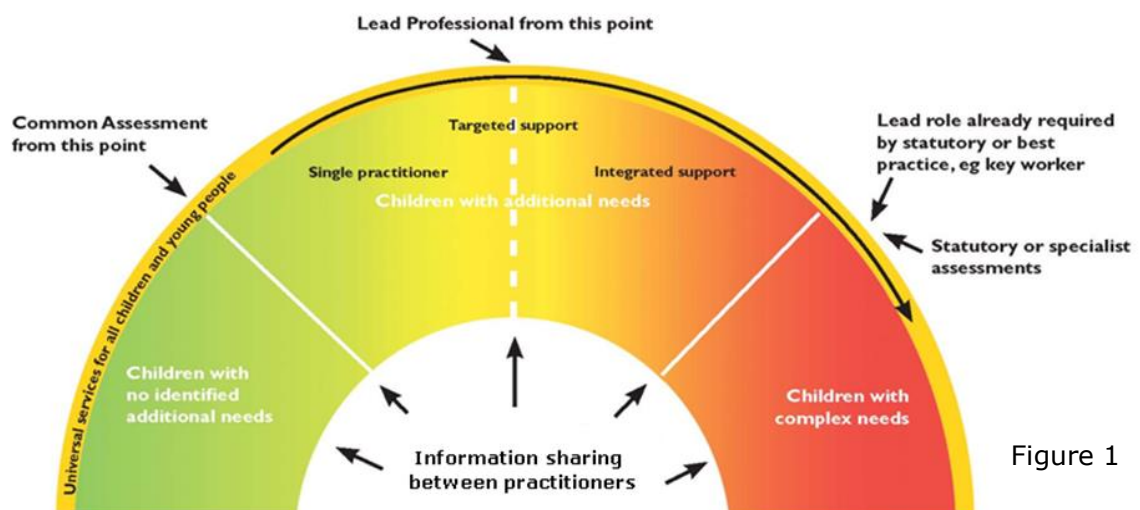 Lead Professional from this point
Common Assessment
from this point
Lead role already required
by statutory or best
practice, eg key worker
Statutory or specialist
assessments
Targeted support
Single practitioner
Integrated support
Children with additional needs
Universal services for all children and young people
Children with
no identified
additional needs
Children with
complex needs
Information sharing
between practitioners
Figure 1